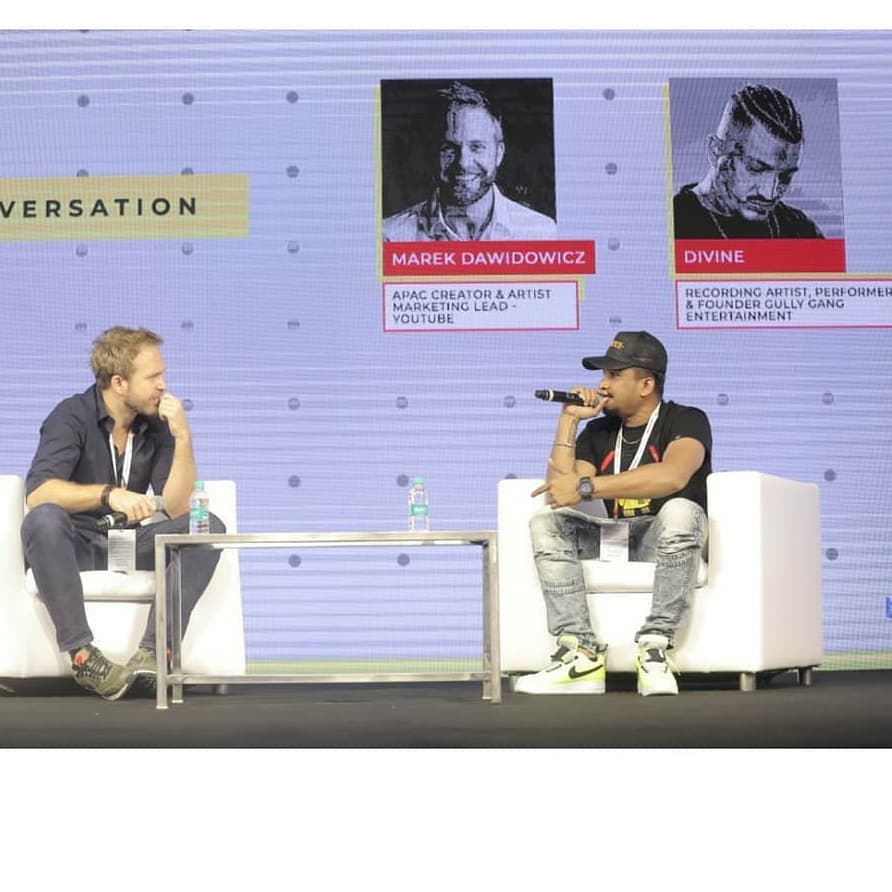 VERSATION
MAREK DAWIDOWICZ
APAC CREATOR & ARTIST
MARKETING LEAD -
YOUTUBE
DIVINE
RECORDING ARTIST, PERFORMER
& FOUNDER GULLY GANG
ENTERTAINMENT